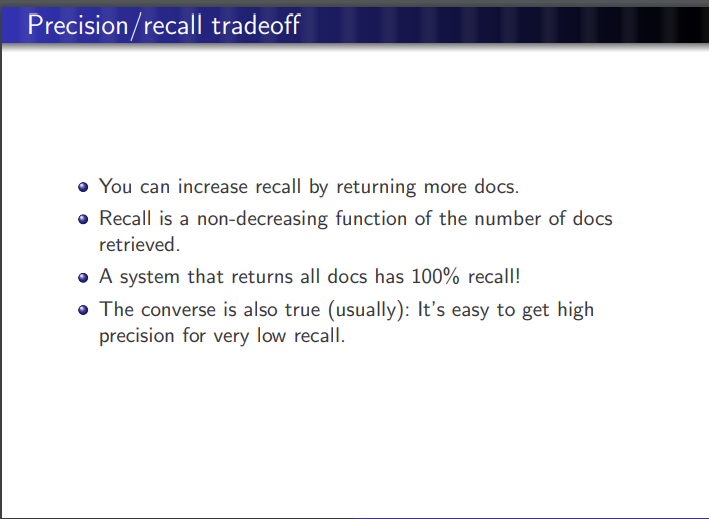 Precision/recall tradeoff
You can increase recall by returning more docs.
Recall is a non-decreasing function of the number of docs
retrieved.
A system that returns all docs has 100% recall!
The converse is also true (usually): It's easy to get high
precision for very low recall.